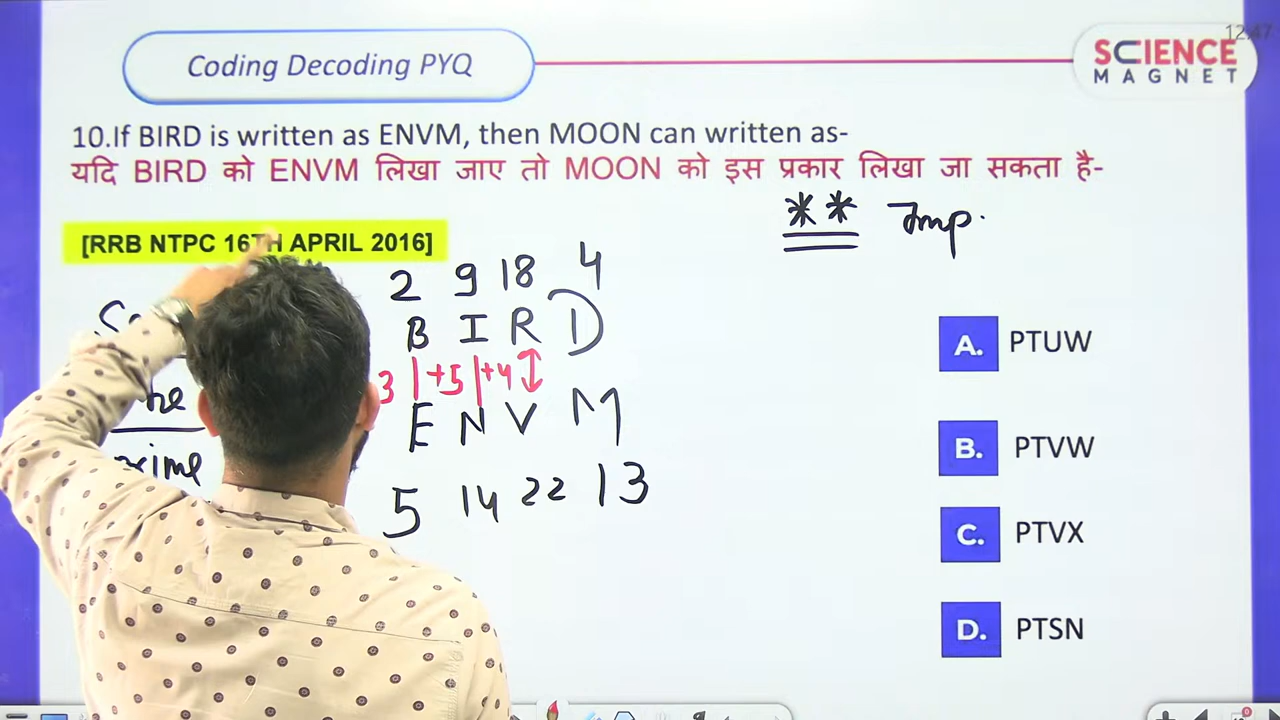 12:47
Coding Decoding PYQ
SCIENCE
MAGNET
10.If BIRD is written as ENVM, then MOON can written as-
यदि BIRD को ENVM लिखा जाए तो MOON को इस प्रकार लिखा जा सकता है-
** Imp.
[RRB NTPC 16TH APRIL 2016]
2 9 18 4
B I R D
3 | +5 | +4
E N V M
5 14 22 13
A. PTUW
B. PTVW
C. PTVX
D. PTSN